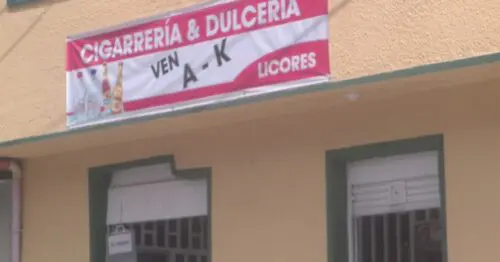 CIGARRERÍA & DULCERÍA
VEN
A - K
LICORES